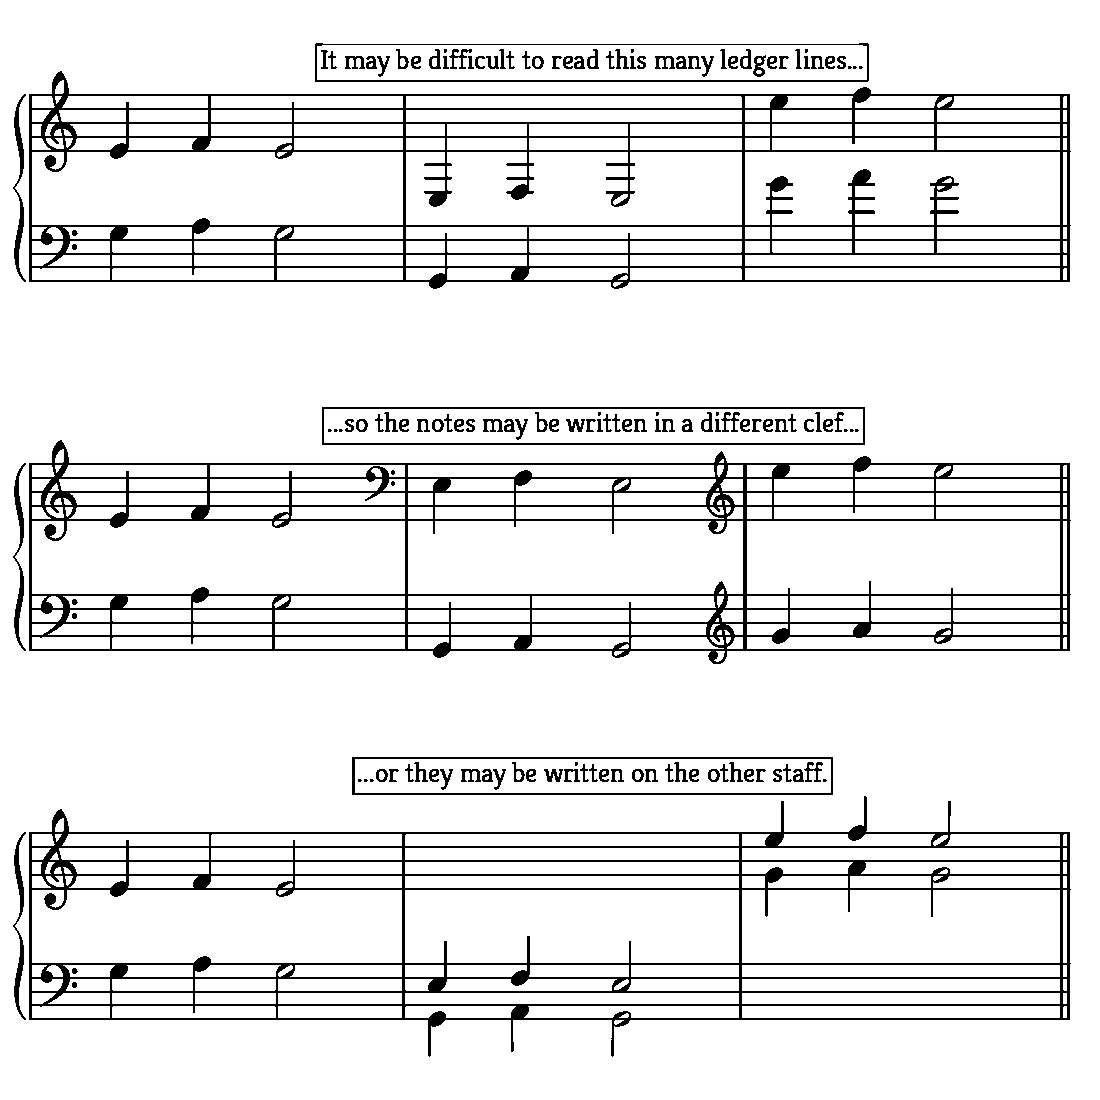 It may be difficult to read this many ledger lines...
...so the notes may be written in a different clef...
...or they may be written on the other staff.